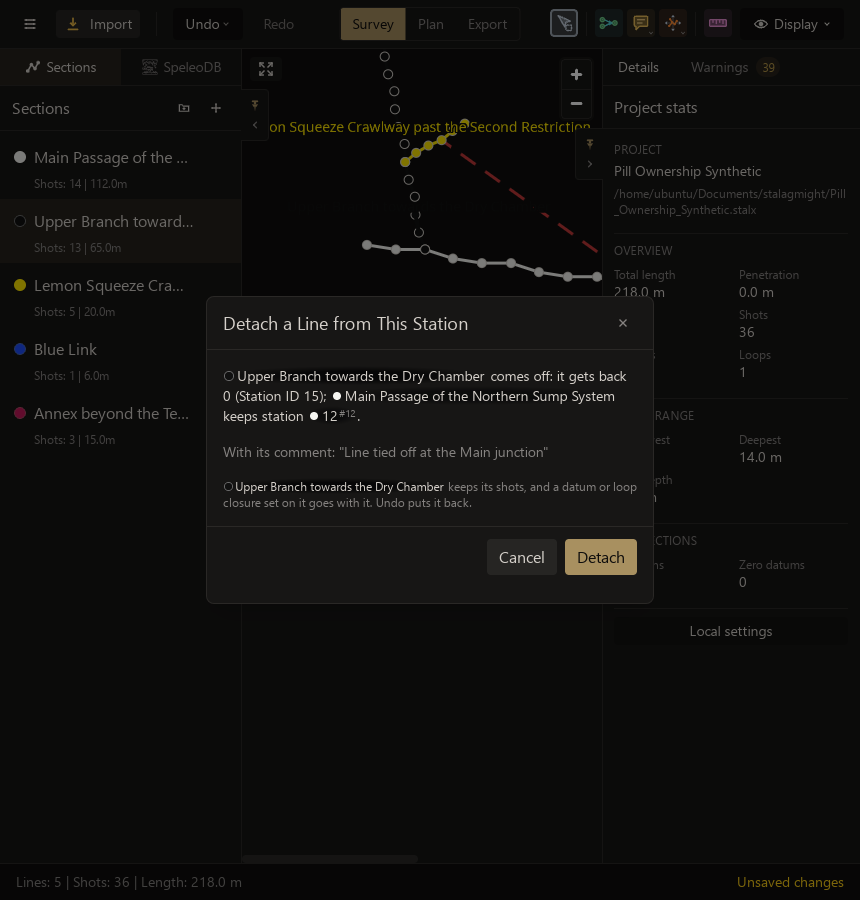 Import
Undo
Redo
Survey
Plan
Export
Display
Sections
SpeleoDB
Details
Warnings
39
Sections
Project stats
on Squeeze Crawlway past the Second Restriction
Main Passage of the ...
Shots: 14 | 112.0m
Upper Branch toward...
Shots: 13 | 65.0m
Lemon Squeeze Cra...
Shots: 5 | 20.0m
Blue Link
Shots: 1 | 6.0m
Annex beyond the Te...
Shots: 3 | 15.0m
PROJECT
Pill Ownership Synthetic
/home/ubuntu/Documents/stalagmight/Pill
_Ownership_Synthetic.stalx
OVERVIEW
Total length
Penetration
218.0 m
0.0 m
Shots
36
Loops
1
RANGE
Deepest
14.0 m
Zero datums
0
Local settings
Detach a Line from This Station
Upper Branch towards the Dry Chamber comes off: it gets back
0 (Station ID 15); Main Passage of the Northern Sump System
keeps station 12 #12.
With its comment: "Line tied off at the Main junction"
Upper Branch towards the Dry Chamber keeps its shots, and a datum or loop
closure set on it goes with it. Undo puts it back.
Cancel
Detach
Lines: 5 | Shots: 36 | Length: 218.0 m
Unsaved changes